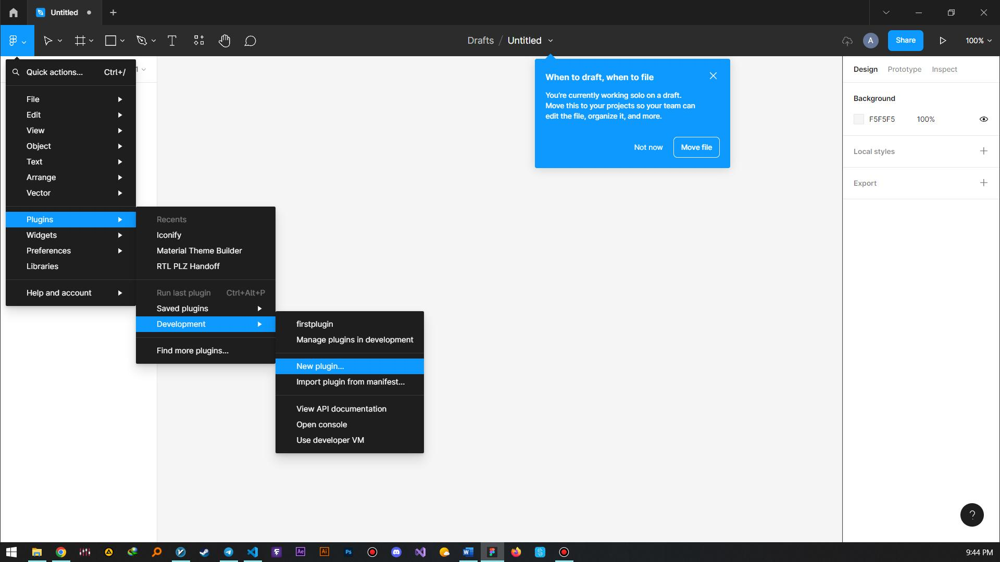 Untitled
Drafts / Untitled
A
Share
100%
Quick actions... Ctrl+/
File
Edit
View
Object
Text
Arrange
Vector
Plugins
Widgets
Preferences
Libraries
Help and account
Recents
Iconify
Material Theme Builder
RTL PLZ Handoff
Run last plugin Ctrl+Alt+P
Saved plugins
Development
Find more plugins...
firstplugin
Manage plugins in development
New plugin...
Import plugin from manifest...
View API documentation
Open console
Use developer VM
When to draft, when to file
You're currently working solo on a draft.
Move this to your projects so your team can
edit the file, organize it, and more.
Not now
Move file
Design Prototype Inspect
Background
F5F5F5 100%
Local styles
Export
?
Ae
Ai
Ps
W
9:44 PM